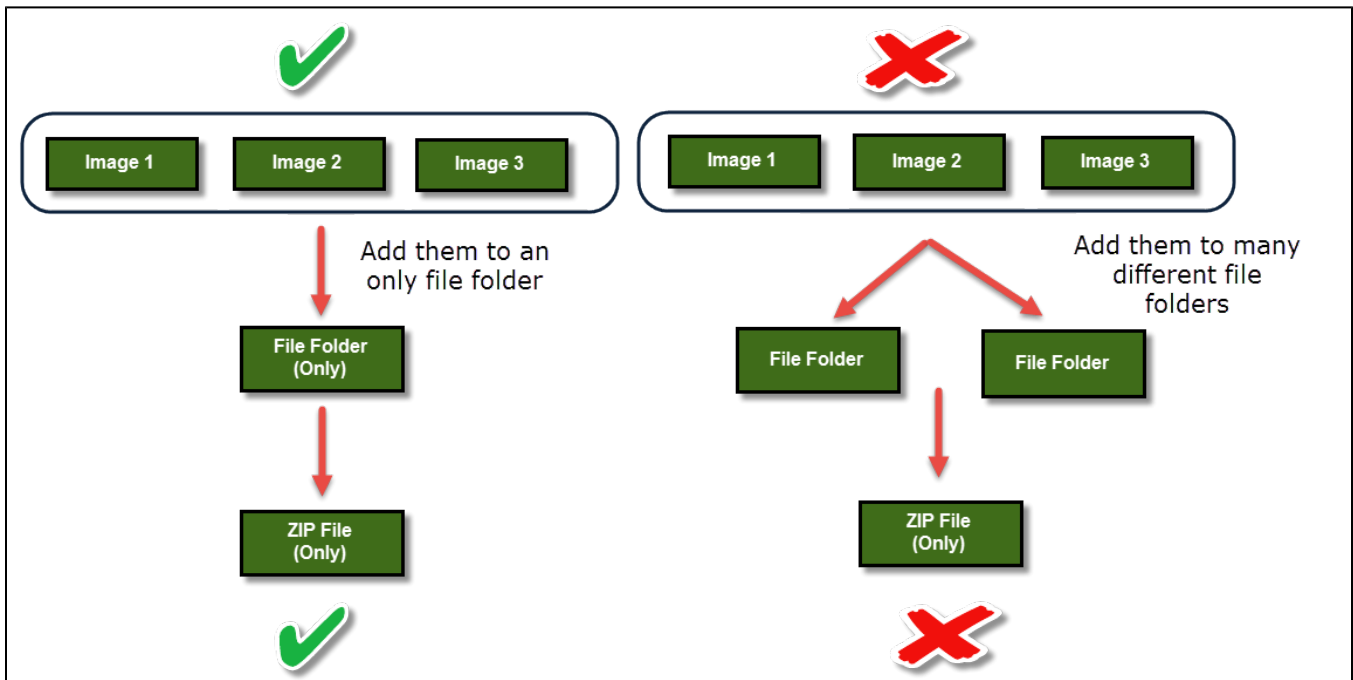 Image 1
Image 2
Image 3
Add them to an
only file folder
File Folder
(Only)
ZIP File
(Only)
Image 1
Image 2
Image 3
Add them to many
different file
folders
File Folder
File Folder
ZIP File
(Only)